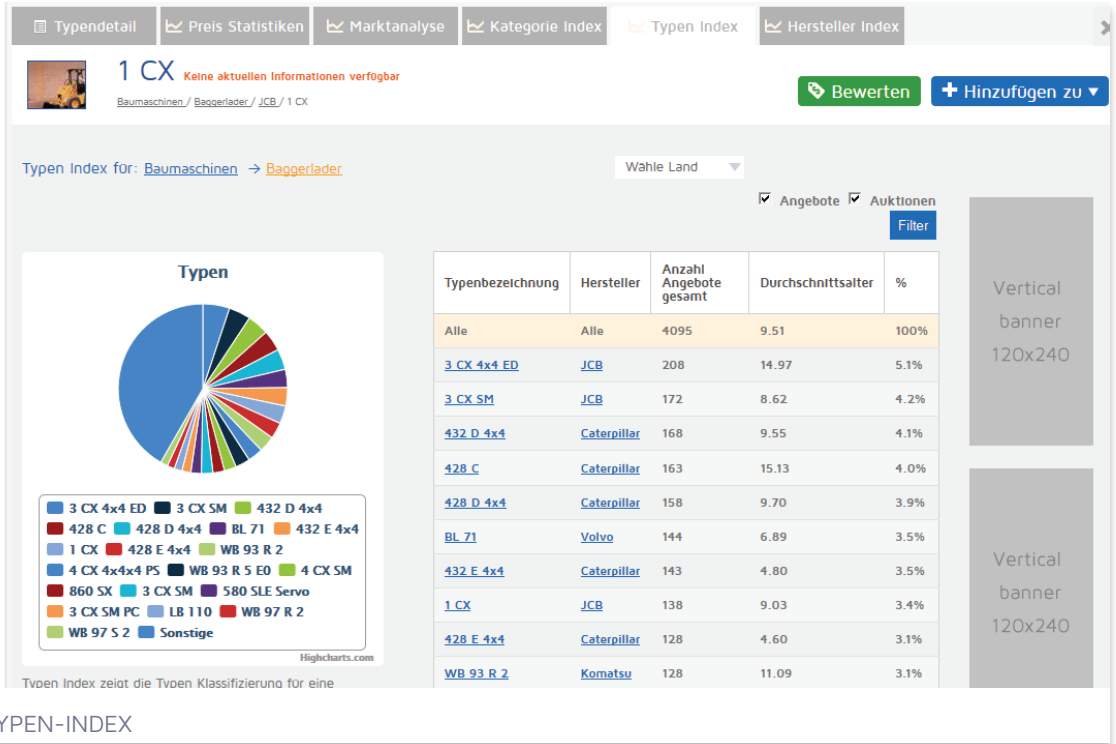 Typendetail Preis Statistiken Marktanalyse Kategorie Index Typen Index Hersteller Index
1 CX Keine aktuellen Informationen verfügbar
Baumaschinen / Baggerlader / JCB / 1 CX
Bewerten Hinzufügen zu
Typen Index für: Baumaschinen → Baggerlader
Wähle Land
Angebote Auktionen
Filter
Typen
3 CX 4x4 ED 3 CX SM 432 D 4x4
428 C 428 D 4x4 BL 71 432 E 4x4
1 CX 428 E 4x4 WB 93 R 2
4 CX 4x4x4 PS WB 93 R 5 E0 4 CX SM
860 SX 3 CX SM 580 SLE Servo
3 CX SM PC LB 110 WB 97 R 2
WB 97 S 2 Sonstige
Highcharts.com
Typen Index zeigt die Typen Klassifizierung für eine
Typenbezeichnung Hersteller Anzahl Angebote gesamt Durchschnittsalter %
Alle Alle 4095 9.51 100%
3 CX 4x4 ED JCB 208 14.97 5.1%
3 CX SM JCB 172 8.62 4.2%
432 D 4x4 Caterpillar 168 9.55 4.1%
428 C Caterpillar 163 15.13 4.0%
428 D 4x4 Caterpillar 158 9.70 3.9%
BL 71 Volvo 144 6.89 3.5%
432 E 4x4 Caterpillar 143 4.80 3.5%
1 CX JCB 138 9.03 3.4%
428 E 4x4 Caterpillar 128 4.60 3.1%
WB 93 R 2 Komatsu 128 11.09 3.1%
Vertical
banner
120x240
Vertical
banner
120x240
YPEN-INDEX